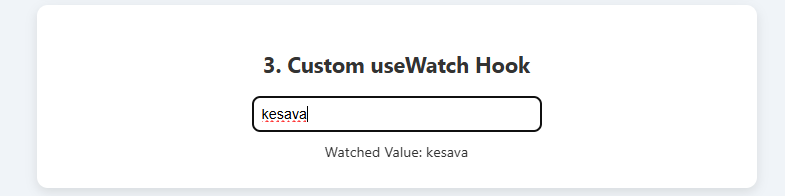 3. Custom useWatch Hook
kesava
Watched Value: kesava